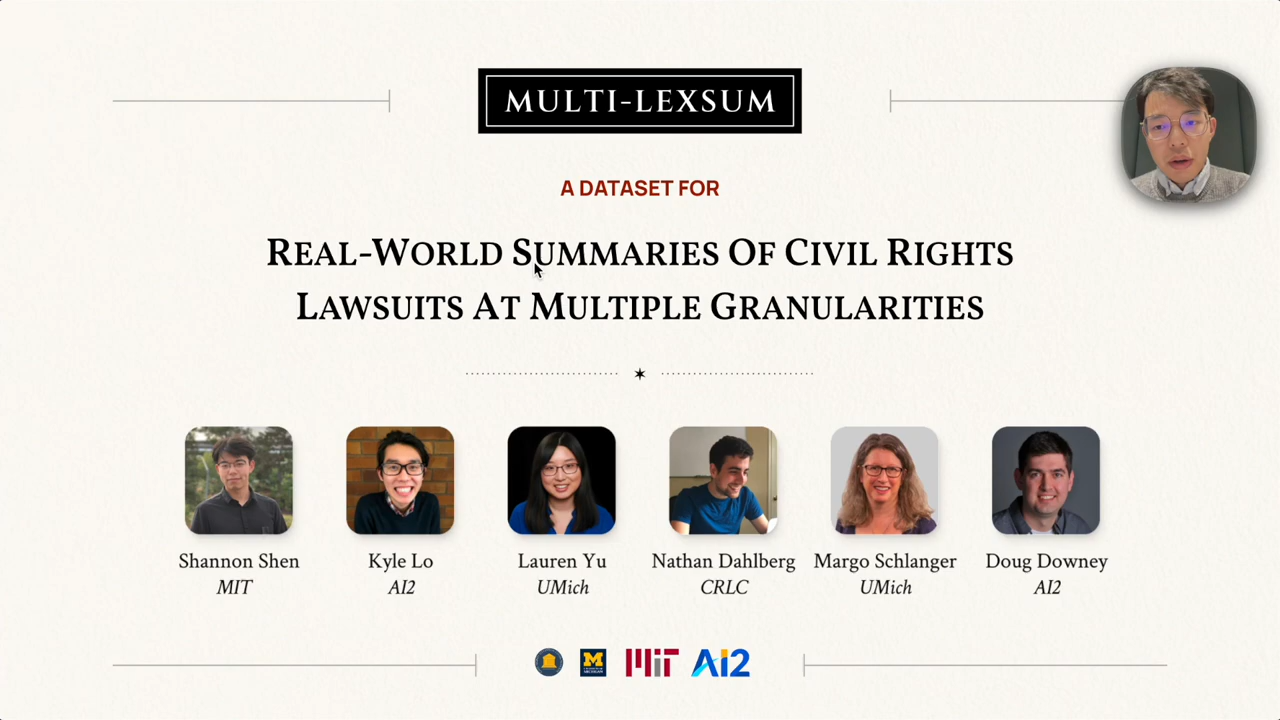 MULTI-LEXSUM
A DATASET FOR
REAL-WORLD SUMMARIES OF CIVIL RIGHTS
LAWSUITS AT MULTIPLE GRANULARITIES
Shannon Shen
MIT
Kyle Lo
AI2
Lauren Yu
UMich
Nathan Dahlberg
CRLC
Margo Schlanger
UMich
Doug Downey
AI2
M MIT AI2